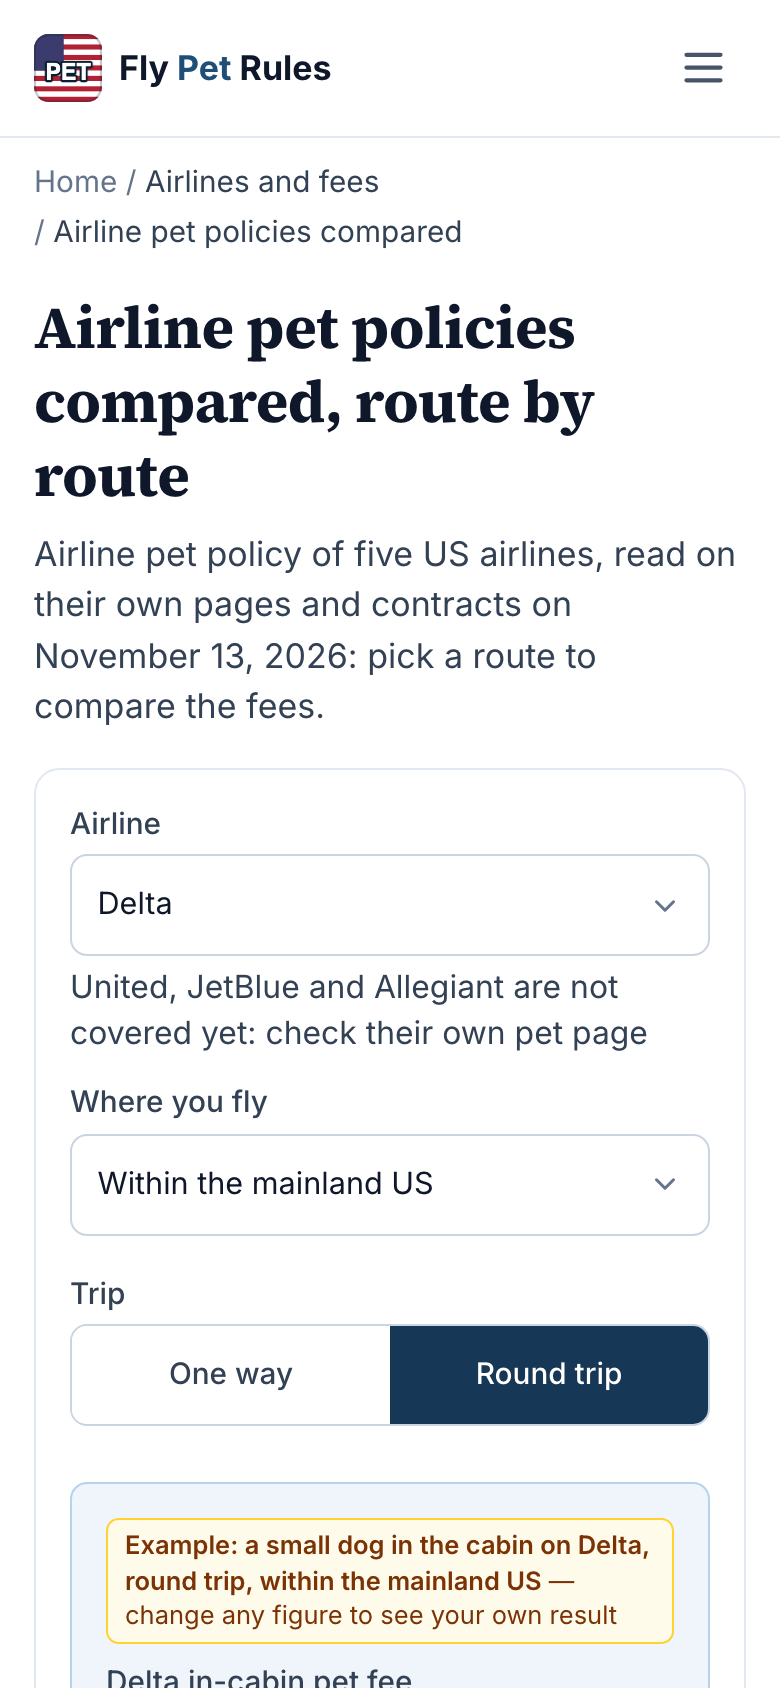 PET
Fly Pet Rules
Home / Airlines and fees
/ Airline pet policies compared
Airline pet policies
compared, route by
route
Airline pet policy of five US airlines, read on
their own pages and contracts on
November 13, 2026: pick a route to
compare the fees.
Airline
Delta
United, JetBlue and Allegiant are not
covered yet: check their own pet page
Where you fly
Within the mainland US
Trip
One way
Round trip
Example: a small dog in the cabin on Delta,
round trip, within the mainland US —
change any figure to see your own result
Delta in-cabin pet fee